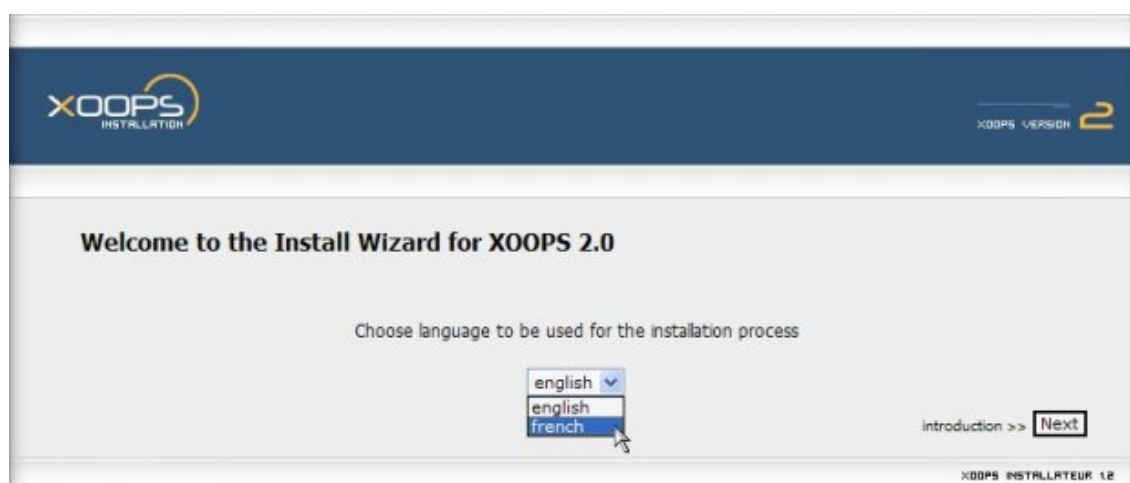 XOOPS
INSTALLATION
XOOPS VERSION 2
Welcome to the Install Wizard for XOOPS 2.0
Choose language to be used for the installation process
english
english
french
introduction >> Next
XOOPS INSTALLATEUR 1.2